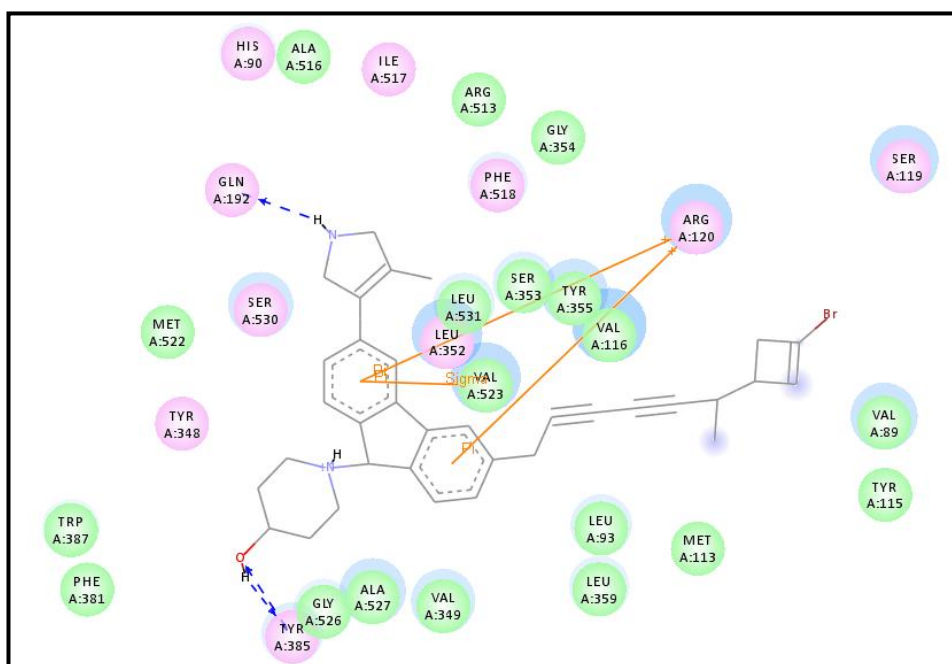 HIS
A:90
ALA
A:516
ILE
A:517
ARG
A:513
GLY
A:354
SER
A:119
PHE
A:518
GLN
A:192
ARG
A:120
H
N
SER
A:530
LEU
A:531
SER
A:353
TYR
A:355
VAL
A:116
MET
A:522
LEU
A:352
Br
Pi
Sigma
VAL
A:523
TYR
A:348
VAL
A:89
Pi
H
N
TYR
A:115
TRP
A:387
LEU
A:93
MET
A:113
O
H
PHE
A:381
GLY
A:526
ALA
A:527
VAL
A:349
LEU
A:359
TYR
A:385